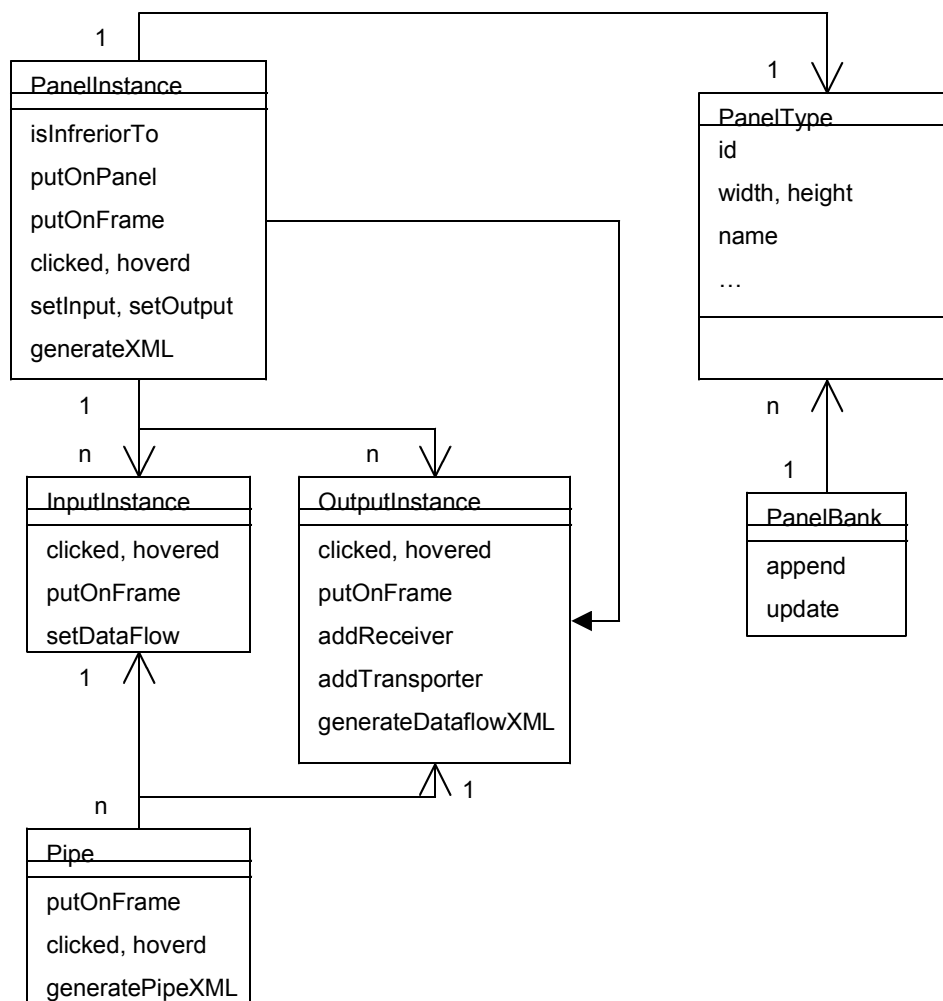 1
PanelInstance
isInfreriorTo
putOnPanel
putOnFrame
clicked, hoverd
setInput, setOutput
generateXML
1
PanelType
id
width, height
name
…
1
n
n
n
1
InputInstance
clicked, hovered
putOnFrame
setDataFlow
OutputInstance
clicked, hovered
putOnFrame
addReceiver
addTransporter
generateDataflowXML
PanelBank
append
update
1
1
n
Pipe
putOnFrame
clicked, hoverd
generatePipeXML